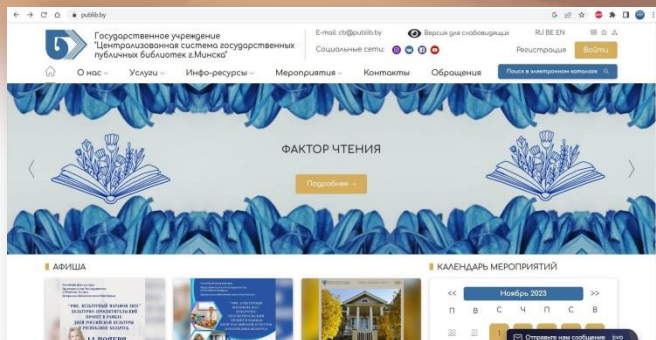 publib.by
Государственное учреждение
"Централизованная система государственных
публичных библиотек г.Минска"
E-mail: cb@publib.by
Версия для слабовидящих
RU BE EN
Социальные сети:
Регистрация
Войти
О нас
Услуги
Инфо-ресурсы
Мероприятия
Контакты
Обращения
Поиск в электронном каталоге
ФАКТОР ЧТЕНИЯ
Подробнее →
АФИША
КАЛЕНДАРЬ МЕРОПРИЯТИЙ
<< Ноябрь 2023 >>
П В С Ч П С В
30 31 1
14 НОЯБРЯ
Отправьте нам сообщение